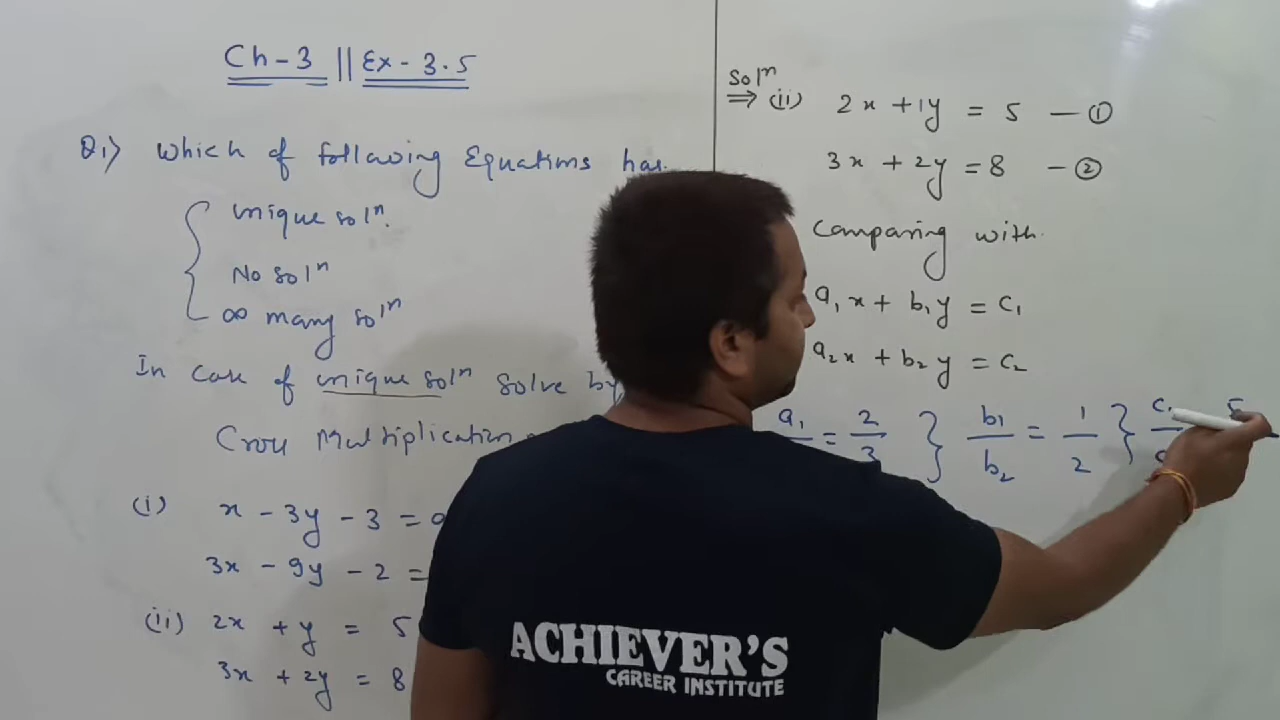 Ch-3 || Ex-3.5
Q1) Which of following Equations has
unique solⁿ.
No solⁿ
∞ many solⁿ
In case of unique solⁿ solve by
Cross Multiplication
(i) x - 3y - 3 =
3x - 9y - 2 =
(ii) 2x + y = 5
3x + 2y = 8
Solⁿ
⇒ (ii) 2x + 1y = 5 — ①
3x + 2y = 8 — ②
Comparing with.
a₁x + b₁y = c₁
a₂x + b₂y = c₂
a₁/ = 2/3 } b₁/b₂ = 1/2 } c₁/ 5
ACHIEVER'S
CAREER INSTITUTE